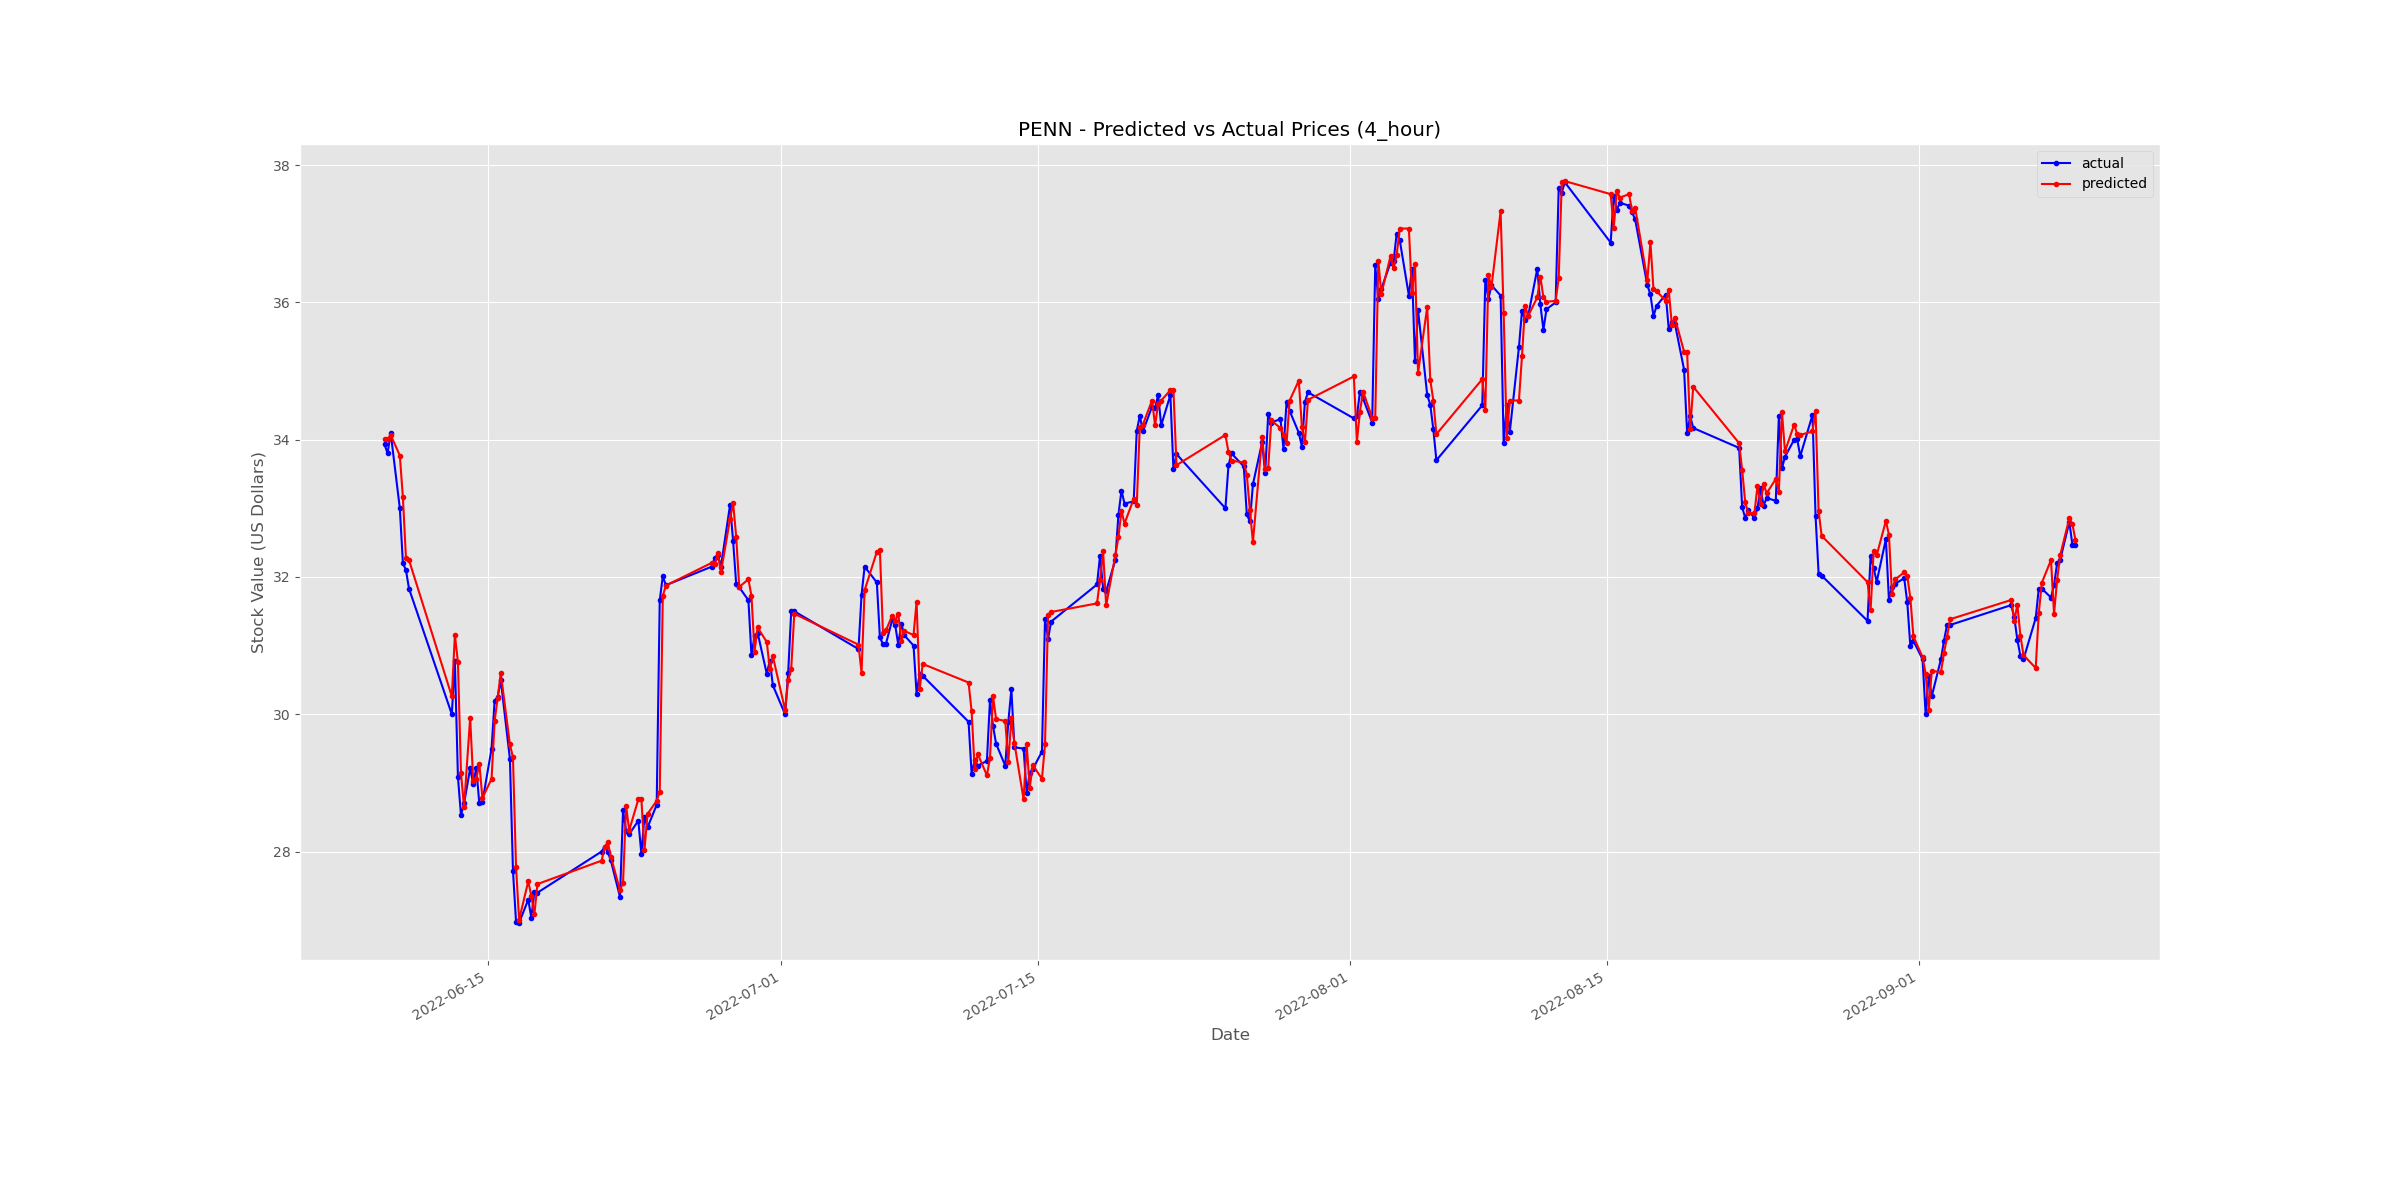 PENN - Predicted vs Actual Prices (4_hour)
actual
predicted
Stock Value (US Dollars)
38
36
34
32
30
28
2022-06-15
2022-07-01
2022-07-15
2022-08-01
2022-08-15
2022-09-01
Date